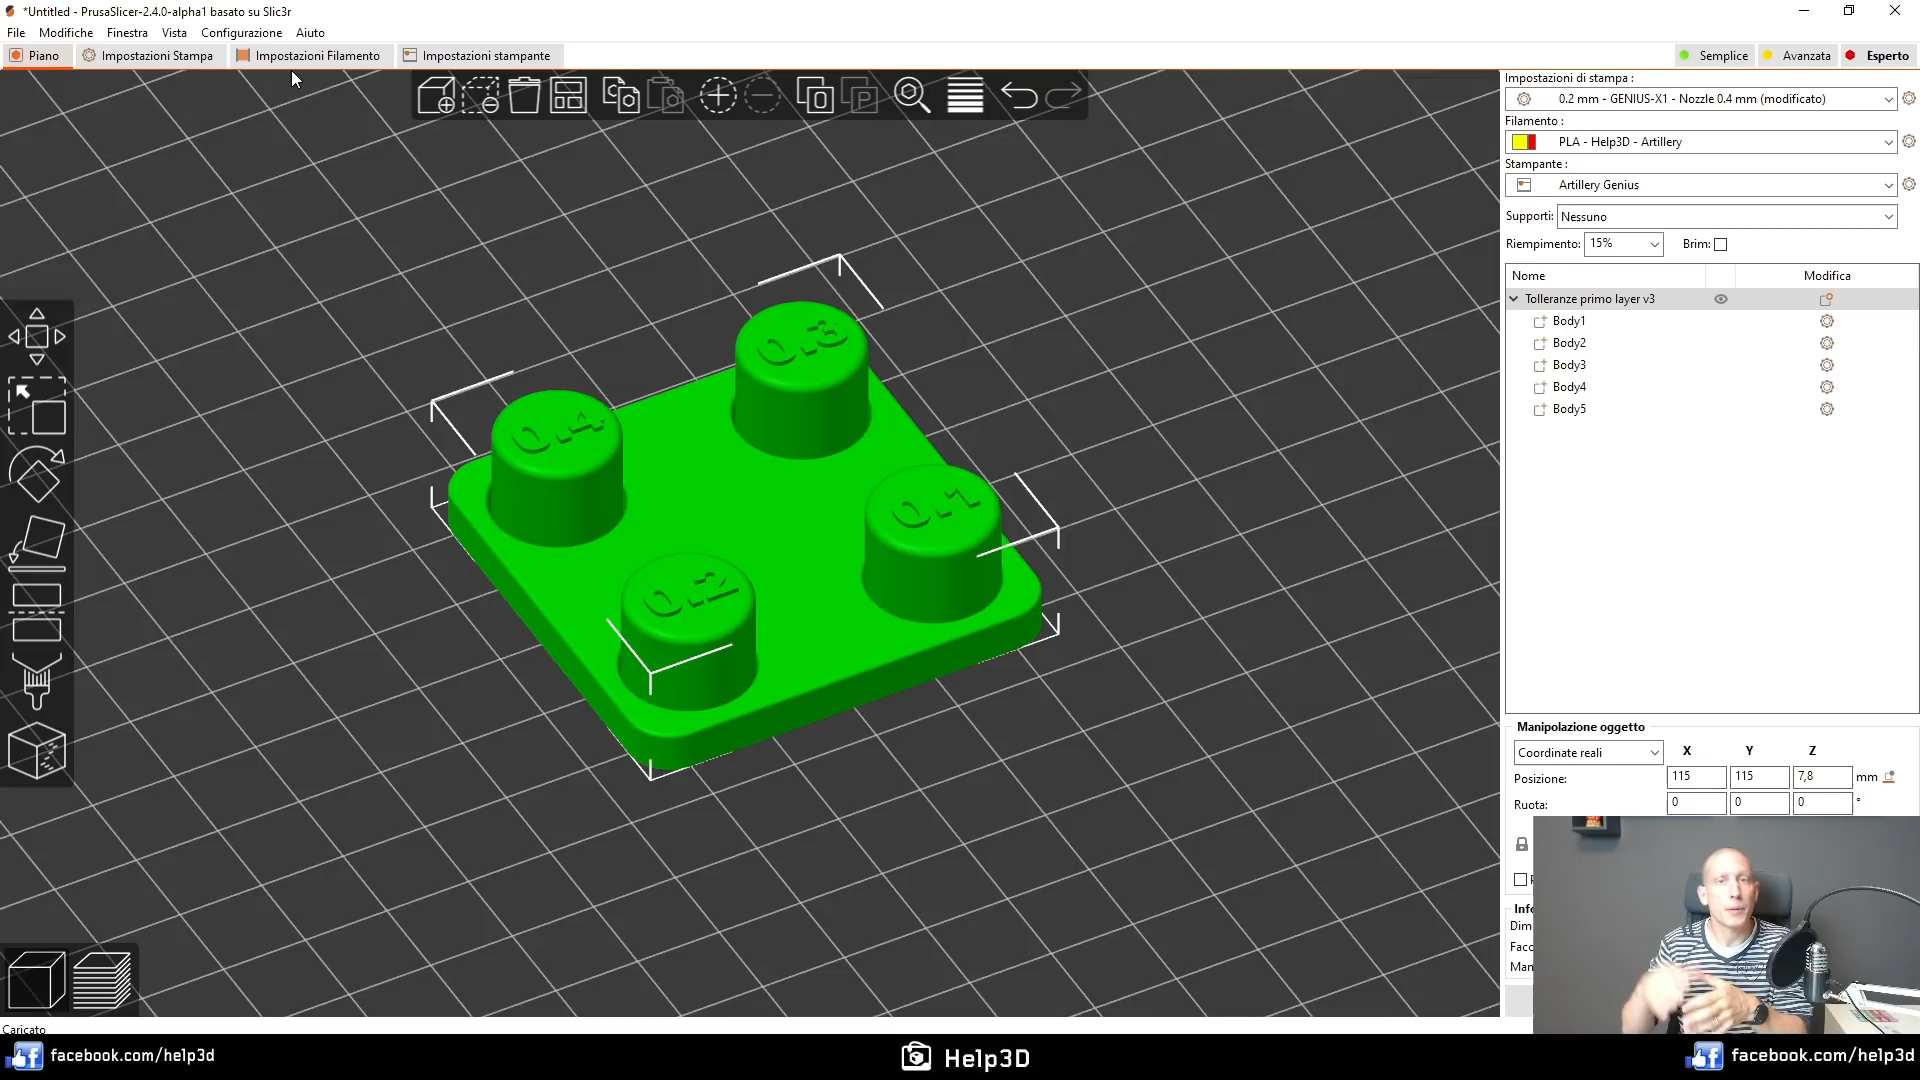 *Untitled - PrusaSlicer-2.4.0-alpha1 basato su Slic3r
File Modifiche Finestra Vista Configurazione Aiuto
Piano Impostazioni Stampa Impostazioni Filamento Impostazioni stampante Semplice Avanzata Esperto
Impostazioni di stampa :
0.2 mm - GENIUS-X1 - Nozzle 0.4 mm (modificato)
Filamento :
PLA - Help3D - Artillery
Stampante :
Artillery Genius
Supporti: Nessuno
Riempimento: 15% Brim:
Nome Modifica
Tolleranze primo layer v3
Body1
Body2
Body3
Body4
Body5
0.3
0.4
0.1
0.2
Manipolazione oggetto
Coordinate reali X Y Z
Posizione: 115 115 7,8 mm
Ruota: 0 0 0 °
Caricato
facebook.com/help3d Help3D facebook.com/help3d